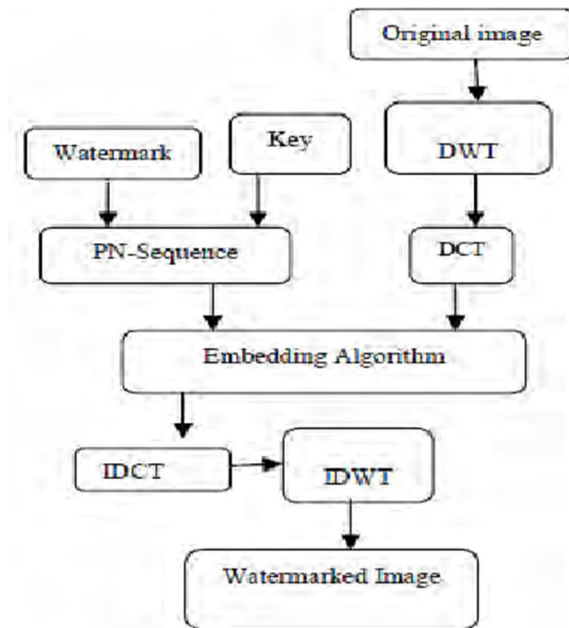 Original image
Watermark
Key
DWT
PN-Sequence
DCT
Embedding Algorithm
IDCT
IDWT
Watermarked Image